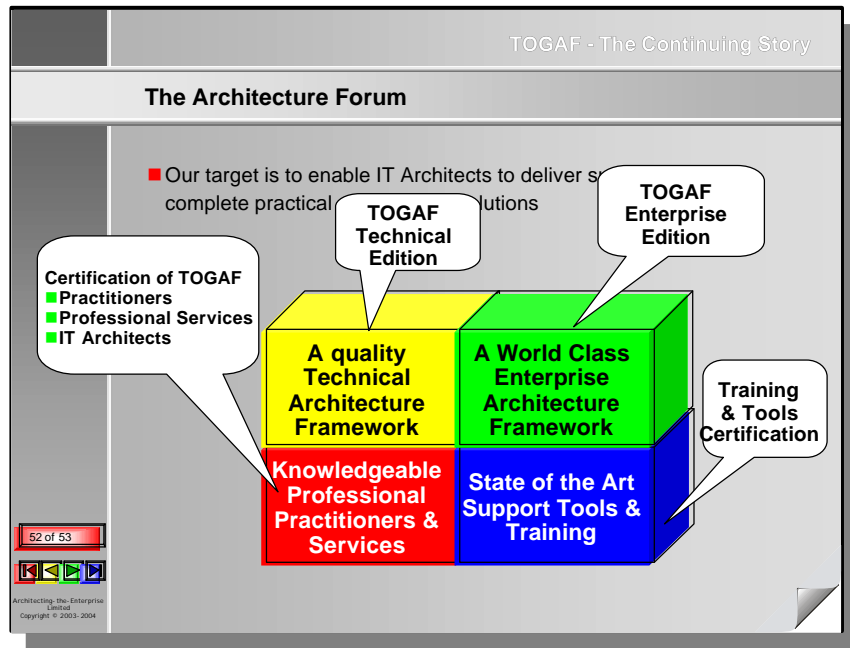 TOGAF - The Continuing Story
The Architecture Forum
Our target is to enable IT Architects to deliver
complete practical lutions
TOGAF
Technical
Edition
TOGAF
Enterprise
Edition
Certification of TOGAF
Practitioners
Professional Services
IT Architects
A quality
Technical
Architecture
Framework
A World Class
Enterprise
Architecture
Framework
Training
& Tools
Certification
Knowledgeable
Professional
Practitioners &
Services
State of the Art
Support Tools &
Training
52 of 53
Architecting-the-Enterprise
Limited
Copyright © 2003-2004